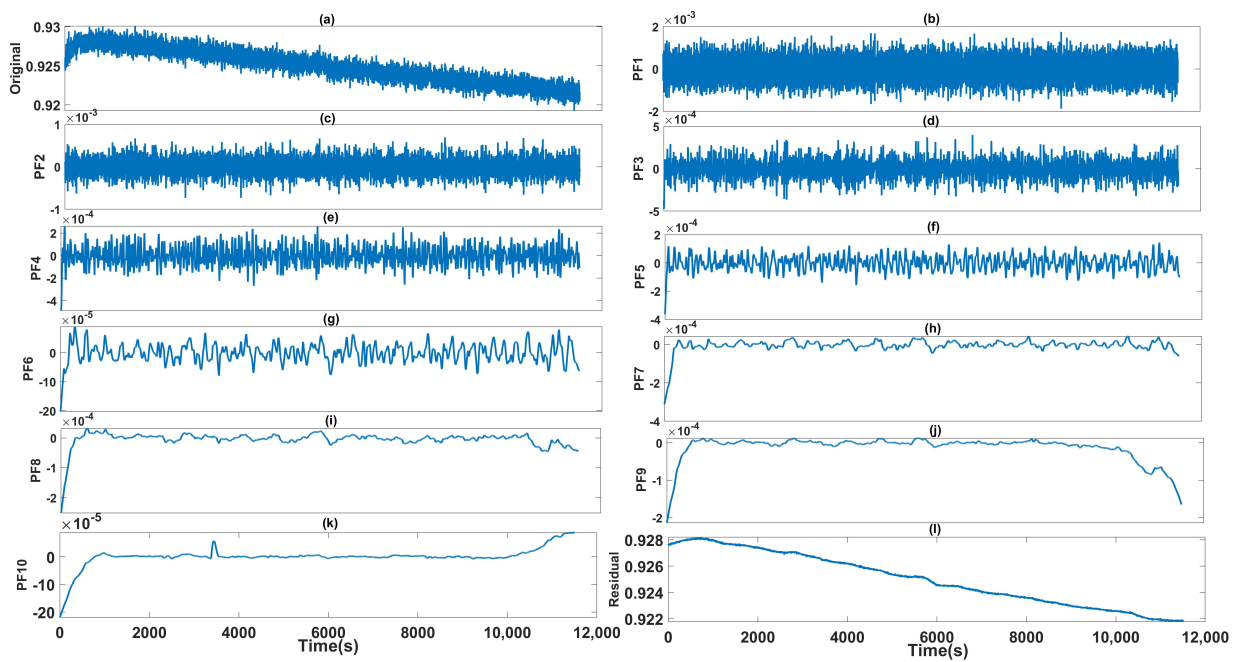 (a)
0.93
0.925
0.92
Original
(b)
×10⁻³
2
0
-2
PF1
(c)
×10⁻³
1
0
-1
PF2
(d)
×10⁻⁴
5
0
-5
PF3
(e)
×10⁻⁴
2
0
-2
-4
PF4
(f)
×10⁻⁴
2
0
-2
-4
PF5
(g)
×10⁻⁵
0
-10
-20
PF6
(h)
×10⁻⁴
0
-2
-4
PF7
(i)
×10⁻⁴
0
-1
-2
PF8
(j)
×10⁻⁴
0
-1
-2
PF9
(k)
×10⁻⁵
0
-10
-20
PF10
0 2000 4000 6000 8000 10,000 12,000
Time(s)
(l)
0.928
0.926
0.924
0.922
Residual
0 2000 4000 6000 8000 10,000 12,000
Time(s)